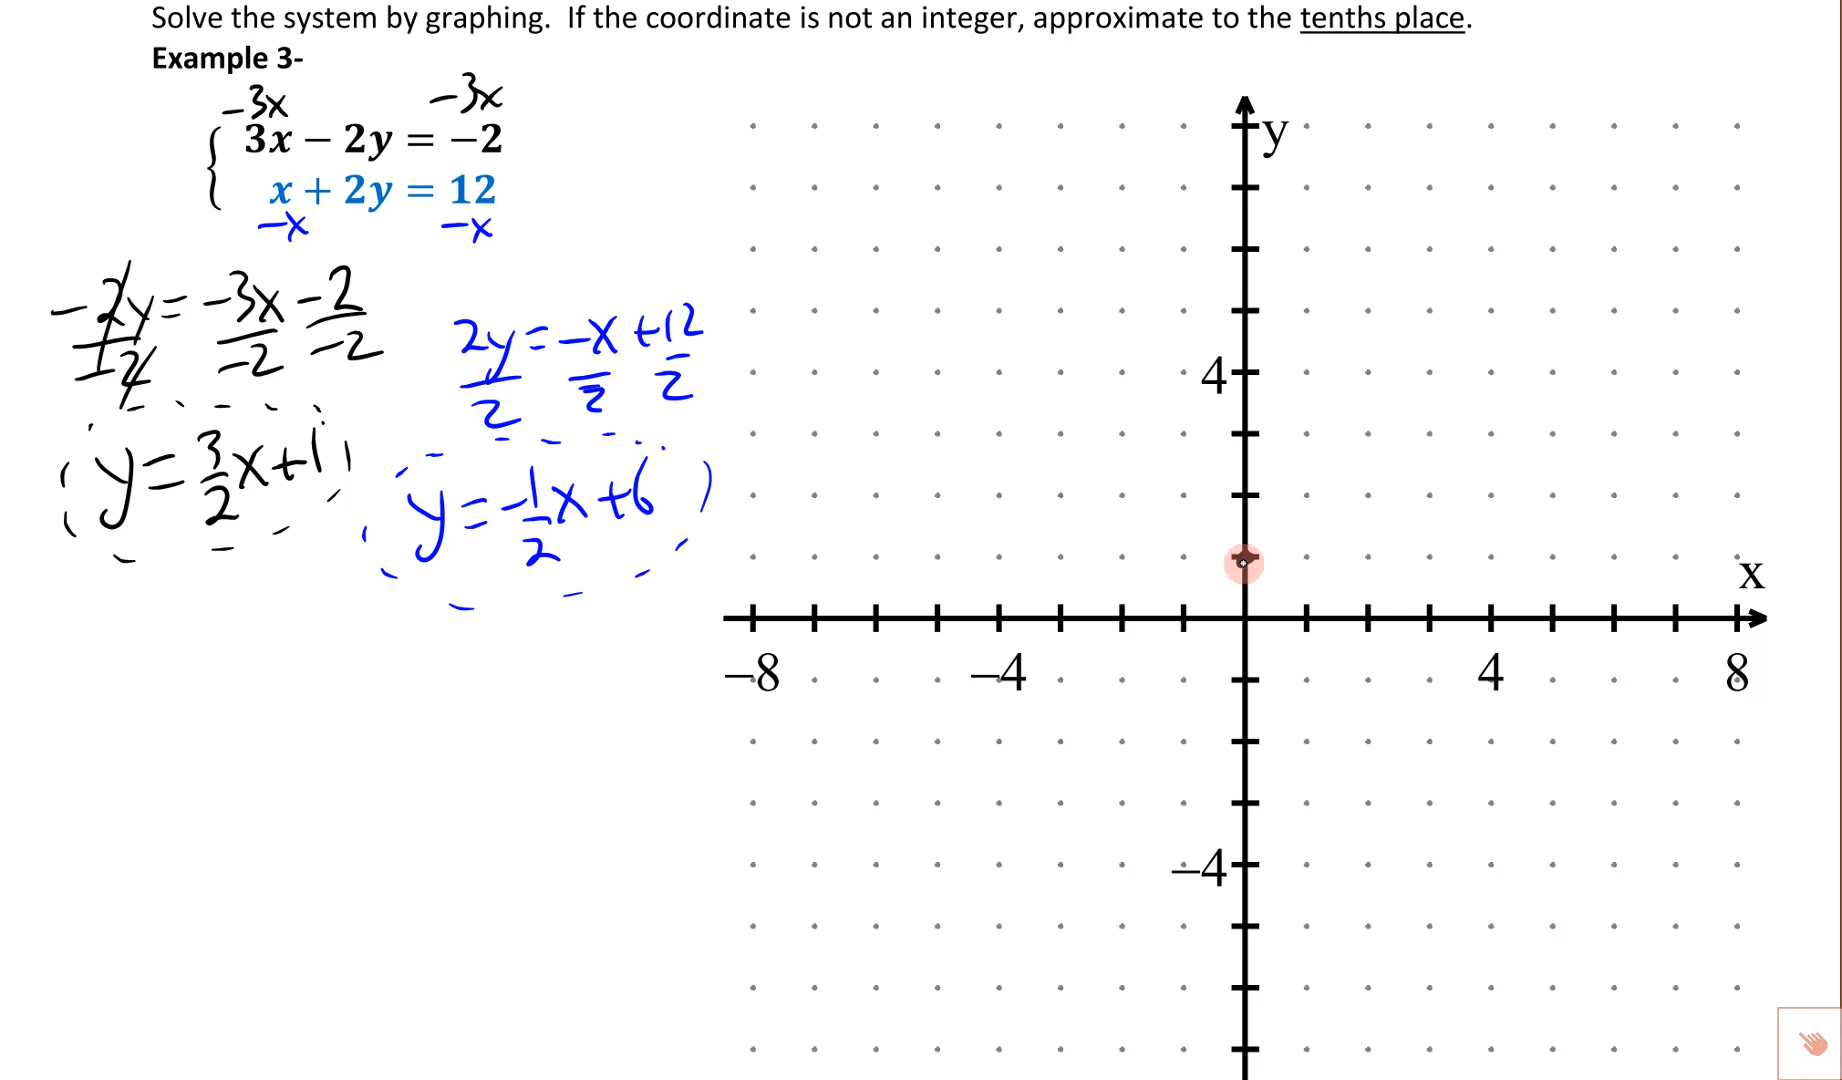 Solve the system by graphing. If the coordinate is not an integer, approximate to the tenths place.
Example 3-
-3x -3x
3x − 2y = −2
x + 2y = 12
-x -x
-2y = -3x - 2
-2 -2 -2
2y = -x + 12
2 2 2
y = 3/2 x + 1
y = -1/2 x + 6
y
4
x
−8 −4 4 8
−4